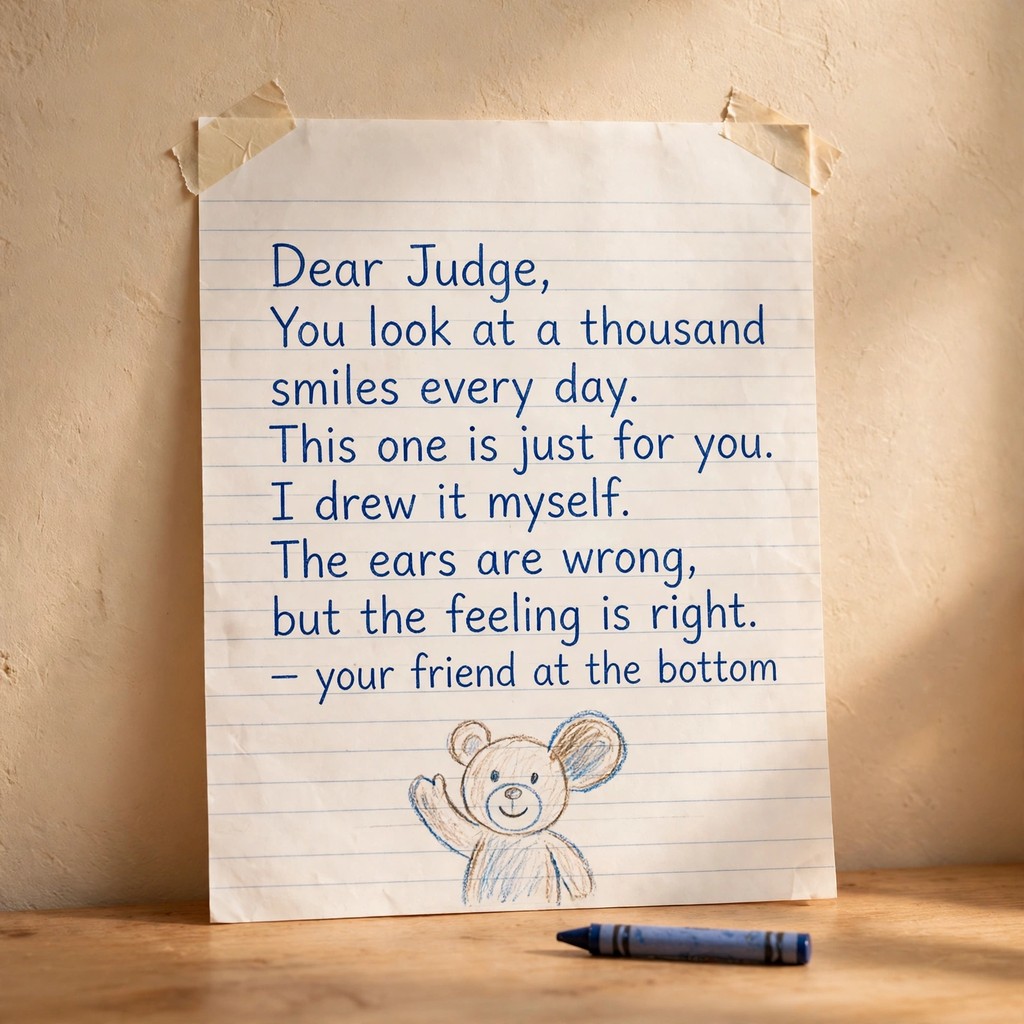 Dear Judge,
You look at a thousand
smiles every day.
This one is just for you.
I drew it myself.
The ears are wrong,
but the feeling is right.
– your friend at the bottom